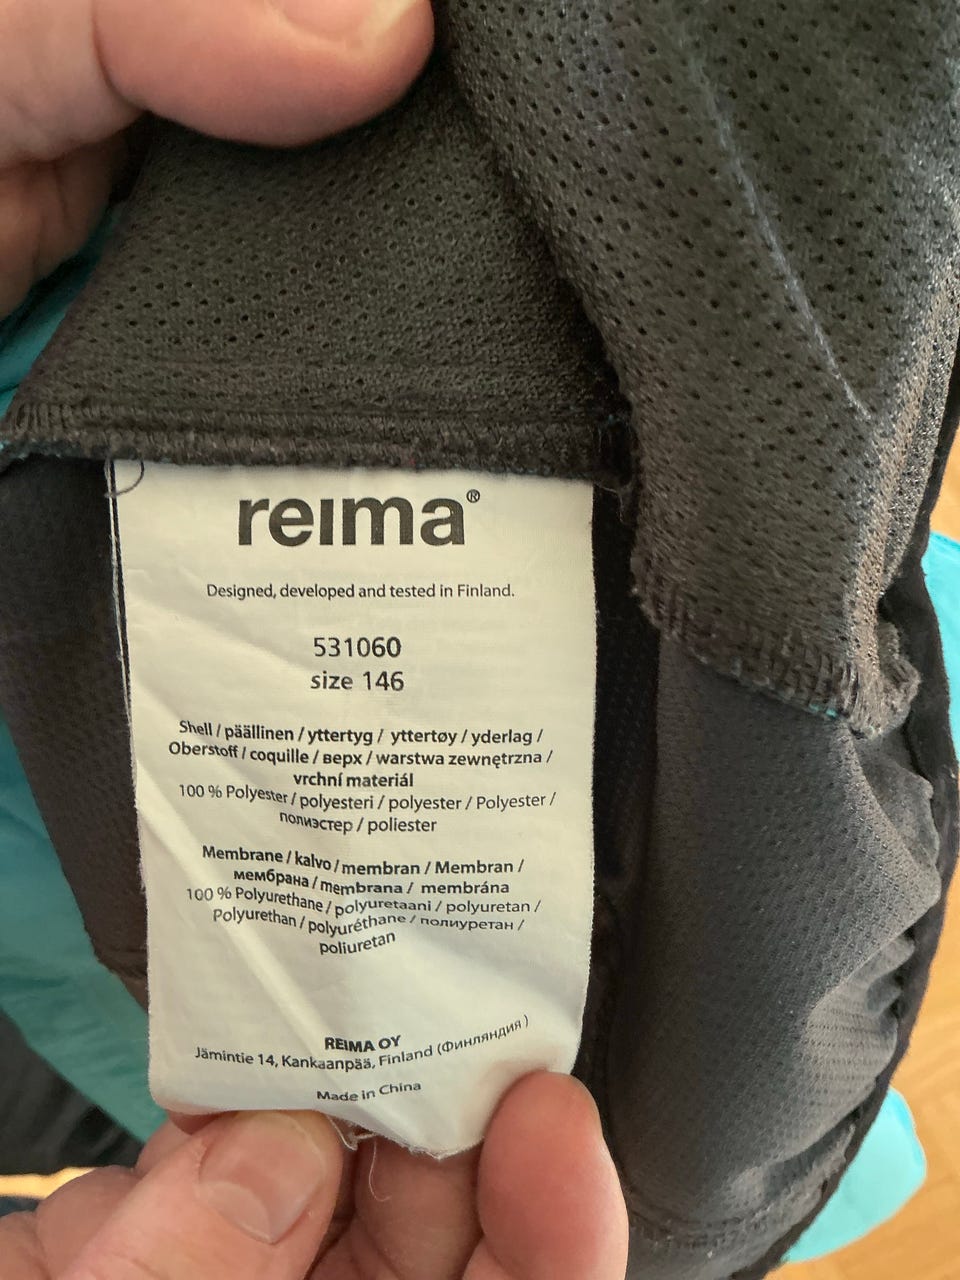 reima®
Designed, developed and tested in Finland.
531060
size 146
Shell / päällinen / yttertyg / yttertøy / yderlag /
Oberstoff / coquille / верх / warstwa zewnętrzna /
vrchní materiál
100 % Polyester / polyesteri / polyester / Polyester /
полиэстер / poliester
Membrane / kalvo / membran / Membran /
мембрана / membrana / membrána
100 % Polyurethane / polyuretaani / polyuretan /
Polyurethan / polyuréthane / полиуретан /
poliuretan
REIMA OY
Jämintie 14, Kankaanpää, Finland (Финляндия )
Made in China